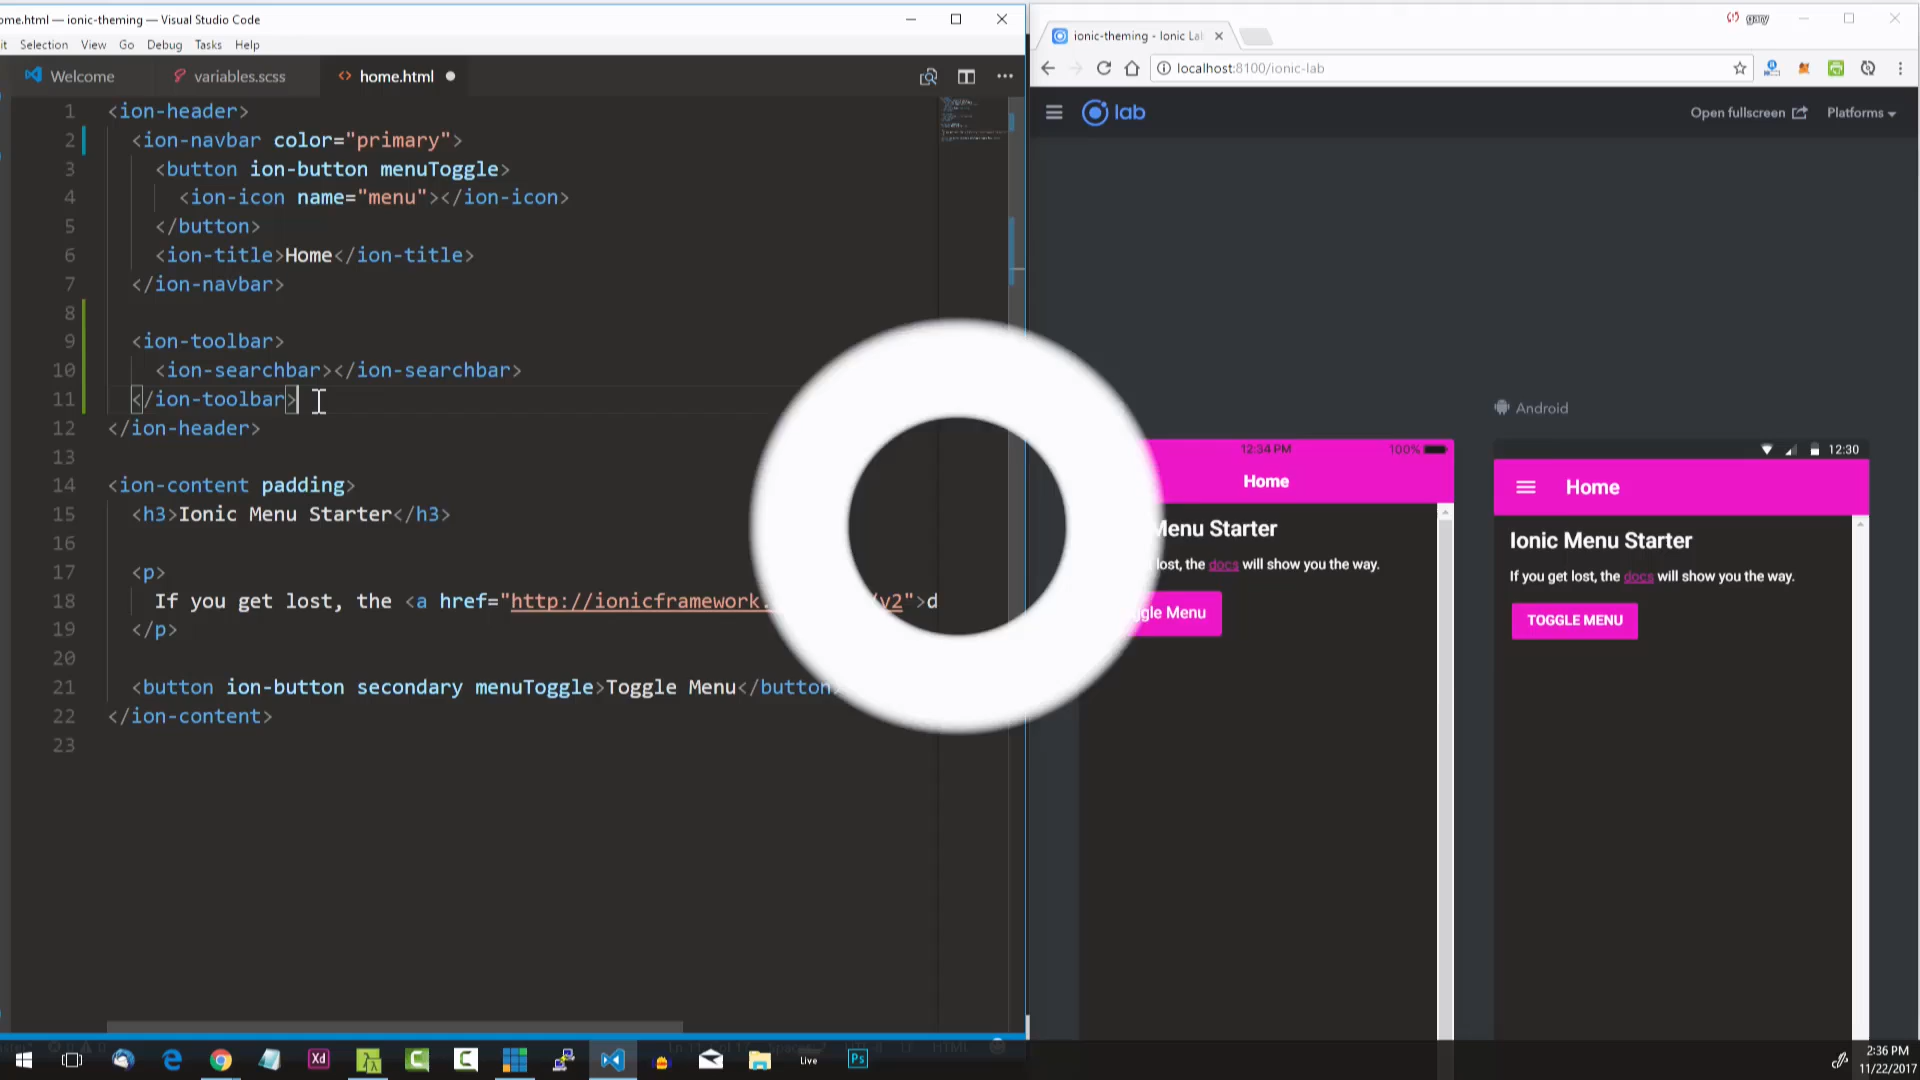 ome.html — ionic-theming — Visual Studio Code
it Selection View Go Debug Tasks Help
Welcome variables.scss <> home.html
1 <ion-header>
2 <ion-navbar color="primary">
3 <button ion-button menuToggle>
4 <ion-icon name="menu"></ion-icon>
5 </button>
6 <ion-title>Home</ion-title>
7 </ion-navbar>
8
9 <ion-toolbar>
10 <ion-searchbar></ion-searchbar>
11 </ion-toolbar>
12 </ion-header>
13
14 <ion-content padding>
15 <h3>Ionic Menu Starter</h3>
16
17 <p>
18 If you get lost, the <a href="http://ionicframework. /v2">d
19 </p>
20
21 <button ion-button secondary menuToggle>Toggle Menu</button
22 </ion-content>
23
gary
ionic-theming - Ionic La
localhost:8100/ionic-lab
lab
Open fullscreen Platforms
12:34 PM 100%
Home
Menu Starter
lost, the docs will show you the way.
gle Menu
Android
12:30
Home
Ionic Menu Starter
If you get lost, the docs will show you the way.
TOGGLE MENU
Xd Live Ps
2:36 PM
11/22/2017